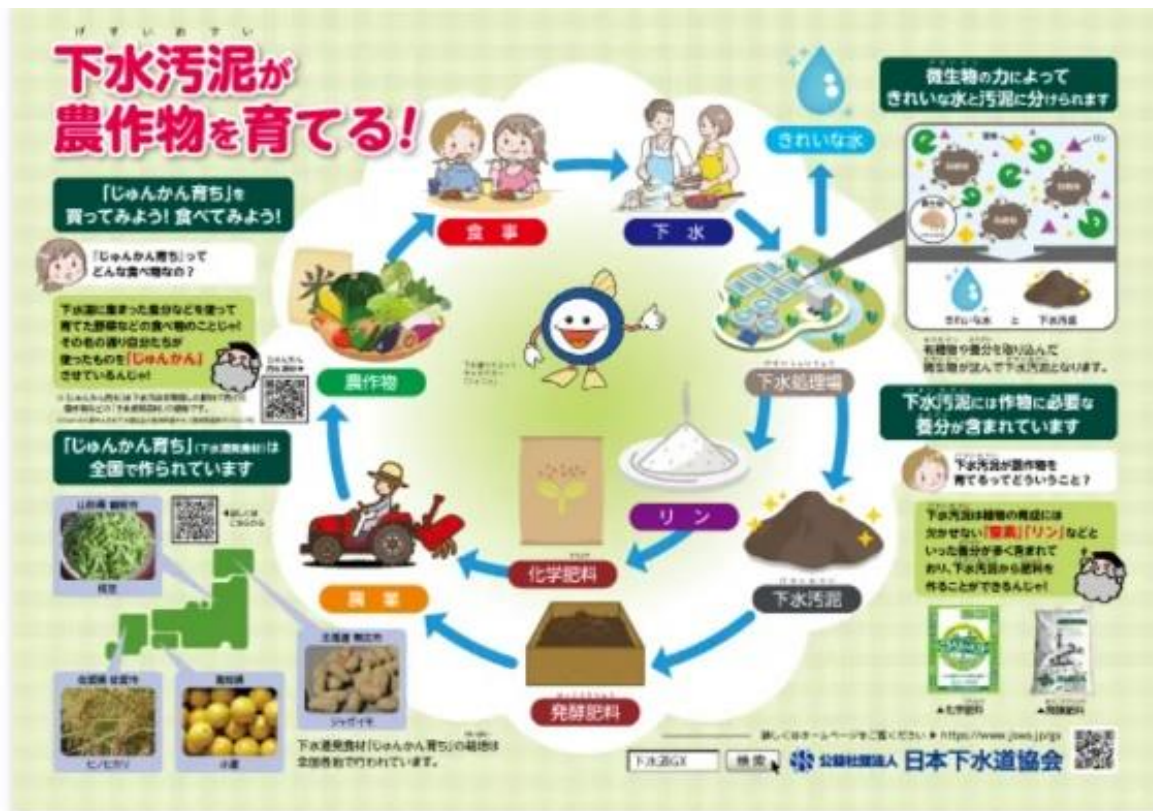 げすいおでい
下水汚泥が
農作物を育てる!
「じゅんかん育ち」を
買ってみよう!食べてみよう!
「じゅんかん育ち」って
どんな食べ物なの?
下水道に集まった養分などを使って
育てた野菜などの食べ物のことじゃ!
その名の通り自分たちが
使ったものを「じゅんかん」
させているんじゃ!
「じゅんかん育ち」(下水道発食材)は
全国で作られています
山形県 鶴岡市
枝豆
北海道
ジャガイモ
佐賀県 佐賀市
ヒノヒカリ
高知県
小夏
下水道発食材「じゅんかん育ち」の栽培は
全国各地で行われています。
食事
下水
きれいな水
下水処理場
リン
下水汚泥
化学肥料
発酵肥料
農業
農作物
米
微生物の力によって
きれいな水と汚泥に分けられます
リン
きれいな水 と 下水汚泥
有機物や養分を取り込んだ
微生物が沈んで下水汚泥となります。
下水汚泥には作物に必要な
養分が含まれています
下水汚泥が農作物を
育てるってどういうこと?
下水汚泥は植物の育成には
欠かせない「窒素」「リン」などと
いった養分が多く含まれて
おり、下水汚泥から肥料を
作ることができるんじゃ!
▲化学肥料
▲発酵肥料
詳しくはホームページをご覧ください ▶ https://www.jswa.jp/gx
下水道GX 検索
公益社団法人 日本下水道協会